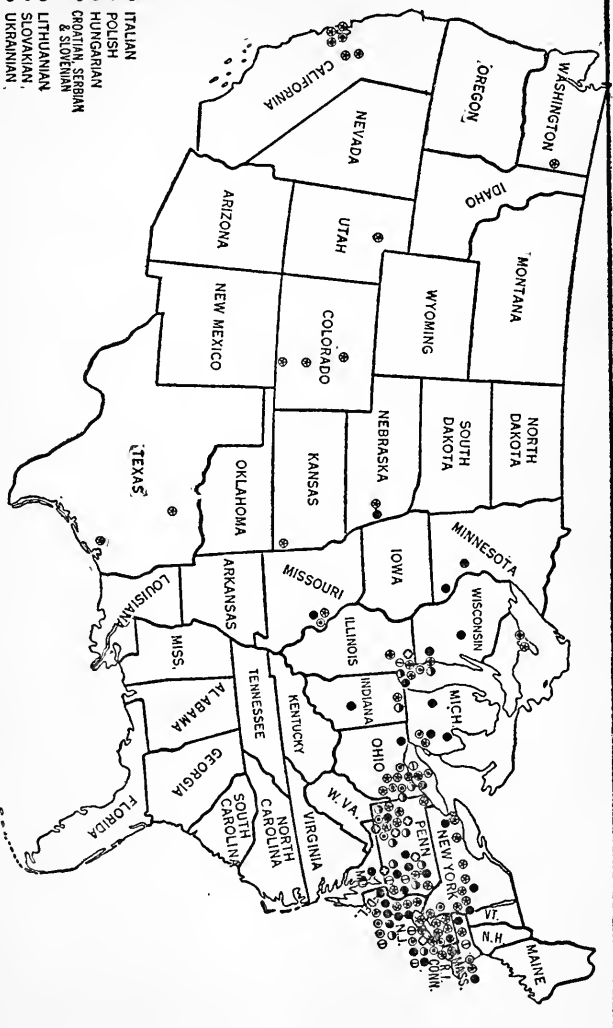 WASHINGTON
OREGON
CALIFORNIA
NEVADA
IDAHO
MONTANA
WYOMING
UTAH
ARIZONA
COLORADO
NEW MEXICO
NORTH
DAKOTA
SOUTH
DAKOTA
NEBRASKA
KANSAS
OKLAHOMA
TEXAS
MINNESOTA
IOWA
MISSOURI
ARKANSAS
LOUISIANA
WISCONSIN
ILLINOIS
MICH.
INDIANA
OHIO
KENTUCKY
TENNESSEE
MISS.
ALABAMA
GEORGIA
FLORIDA
SOUTH
CAROLINA
NORTH
CAROLINA
VIRGINIA
W. VA.
PENN
NEW YORK
N.J.
VT.
N.H.
MAINE
MASS.
R.I.
CONN.
ITALIAN
POLISH
HUNGARIAN
CROATIAN, SERBIAN
& SLOVENIAN
LITHUANIAN
SLOVAKIAN,
UKRAINIAN,